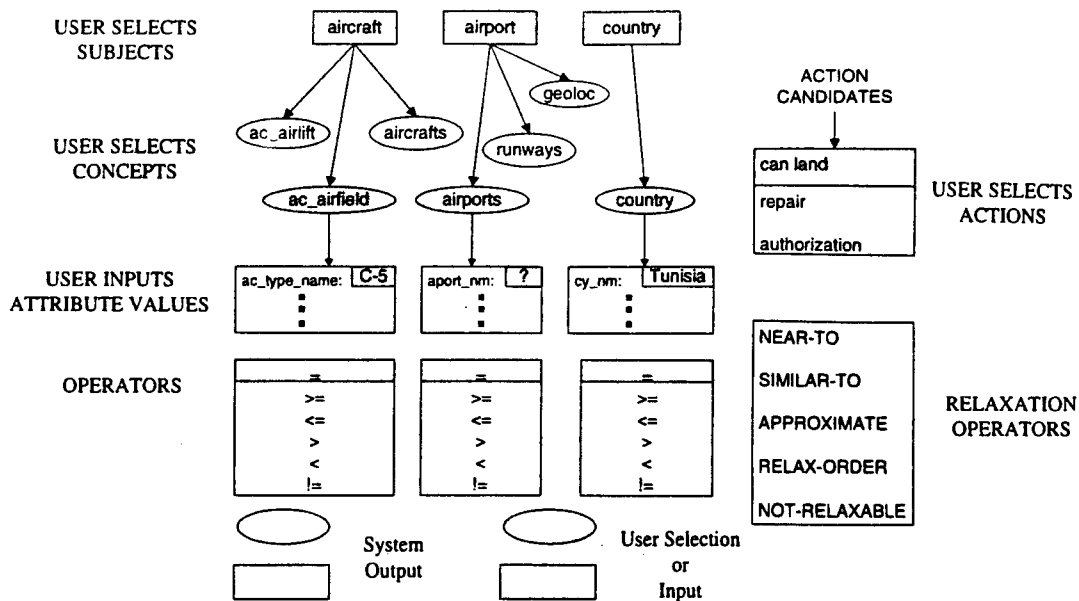 USER SELECTS
SUBJECTS
aircraft
airport
country
geoloc
ac_airlift
aircrafts
runways
USER SELECTS
CONCEPTS
ac_airfield
airports
country
ACTION
CANDIDATES
can land
repair
authorization
USER SELECTS
ACTIONS
USER INPUTS
ATTRIBUTE VALUES
ac_type_name: C-5
aport_nm: ?
cy_nm: Tunisia
OPERATORS
=
>=
<=
>
<
!=
=
>=
<=
>
<
!=
=
>=
<=
>
<
!=
NEAR-TO
SIMILAR-TO
APPROXIMATE
RELAX-ORDER
NOT-RELAXABLE
RELAXATION
OPERATORS
System
Output
User Selection
or
Input